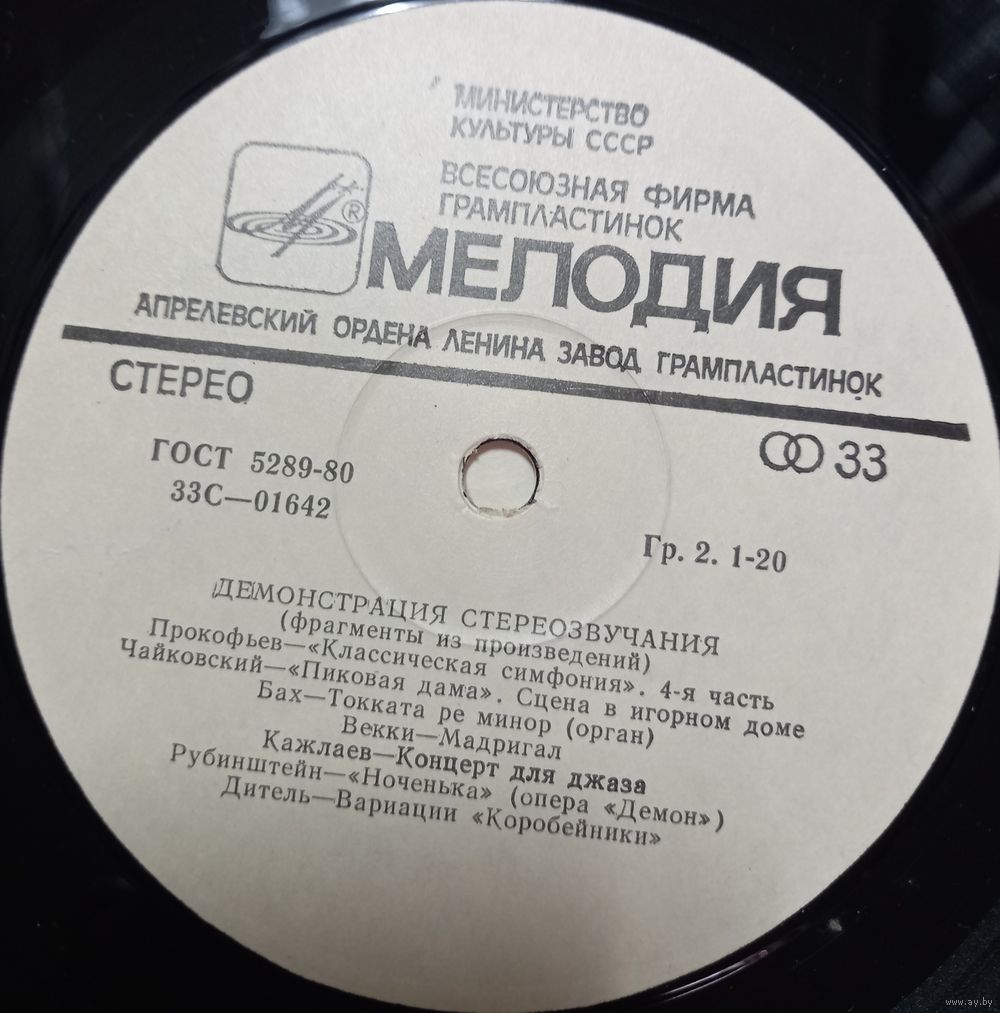 МИНИСТЕРСТВО
КУЛЬТУРЫ СССР
ВСЕСОЮЗНАЯ ФИРМА
ГРАМПЛАСТИНОК
®
МЕЛОДИЯ
АПРЕЛЕВСКИЙ ОРДЕНА ЛЕНИНА ЗАВОД ГРАМПЛАСТИНОК
СТЕРЕО
33
ГОСТ 5289-80
33С—01642
Гр. 2. 1-20
ДЕМОНСТРАЦИЯ СТЕРЕОЗВУЧАНИЯ
(фрагменты из произведений)
Прокофьев—«Классическая симфония». 4-я часть
Чайковский—«Пиковая дама». Сцена в игорном доме
Бах—Токката ре минор (орган)
Векки—Мадригал
Кажлаев—Концерт для джаза
Рубинштейн—«Ноченька» (опера «Демон»)
Дитель—Вариации «Коробейники»
www.ay.by